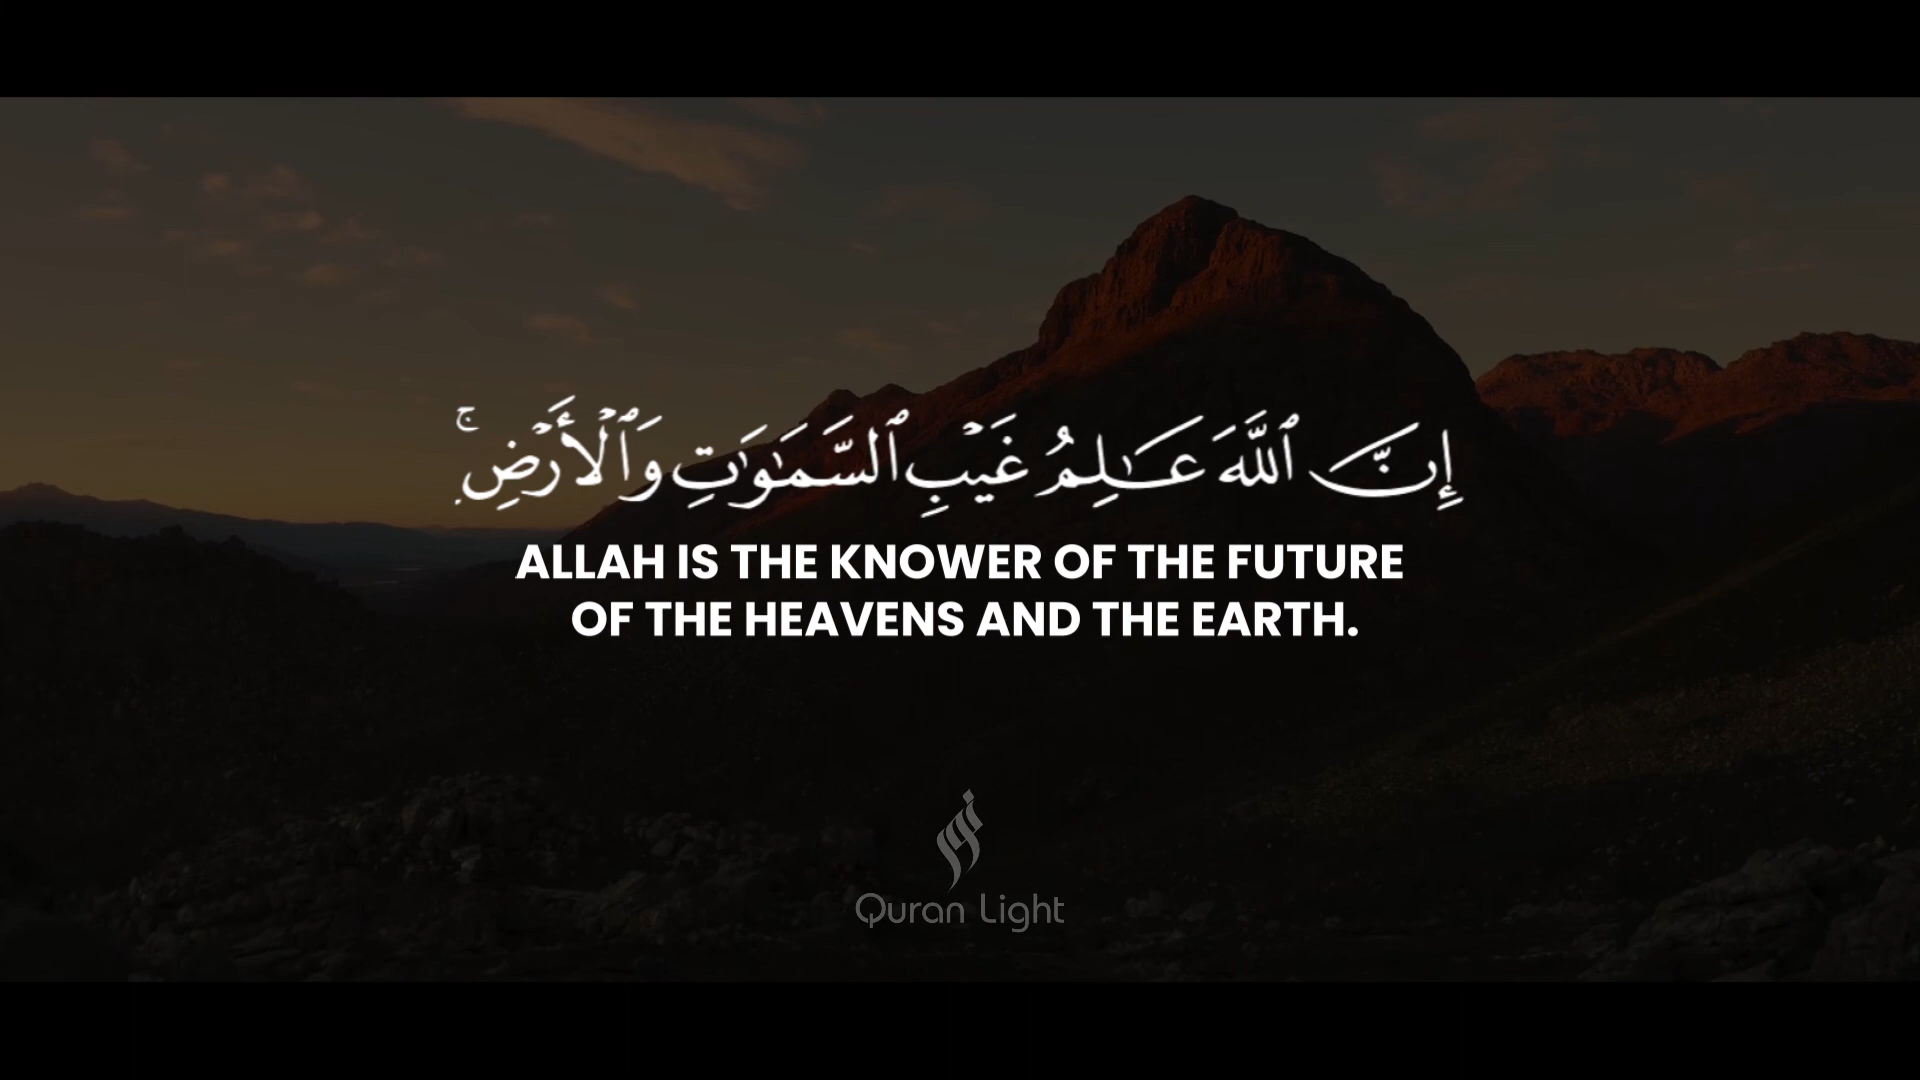 إِنَّ ٱللَّهَ عَـٰلِمُ غَيۡبِ ٱلسَّمَـٰوَٰتِ وَٱلۡأَرۡضِۚ
ALLAH IS THE KNOWER OF THE FUTURE
OF THE HEAVENS AND THE EARTH.
Quran Light